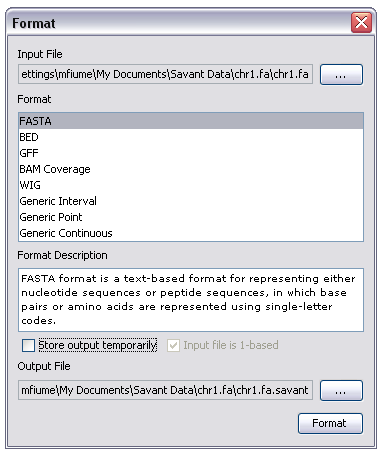 Format
Input File
ettings\mfiume\My Documents\Savant Data\chr1.fa\chr1.fa
...
Format
FASTA
BED
GFF
BAM Coverage
WIG
Generic Interval
Generic Point
Generic Continuous
Format Description
FASTA format is a text-based format for representing either
nucleotide sequences or peptide sequences, in which base
pairs or amino acids are represented using single-letter
codes.
Store output temporarily Input file is 1-based
Output File
mfiume\My Documents\Savant Data\chr1.fa\chr1.fa.savant
...
Format